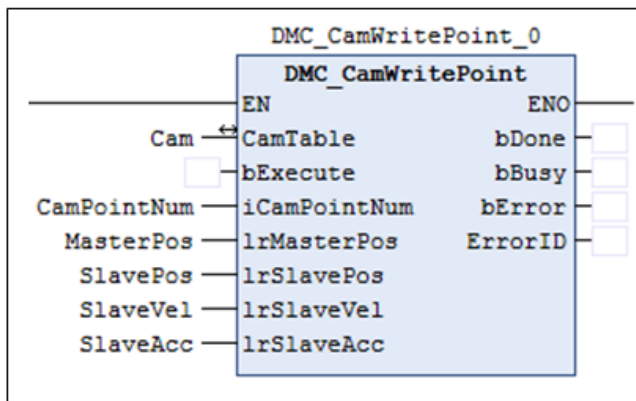 DMC_CamWritePoint_0
DMC_CamWritePoint
EN ENO
Cam CamTable bDone
bExecute bBusy
CamPointNum iCamPointNum bError
MasterPos lrMasterPos ErrorID
SlavePos lrSlavePos
SlaveVel lrSlaveVel
SlaveAcc lrSlaveAcc